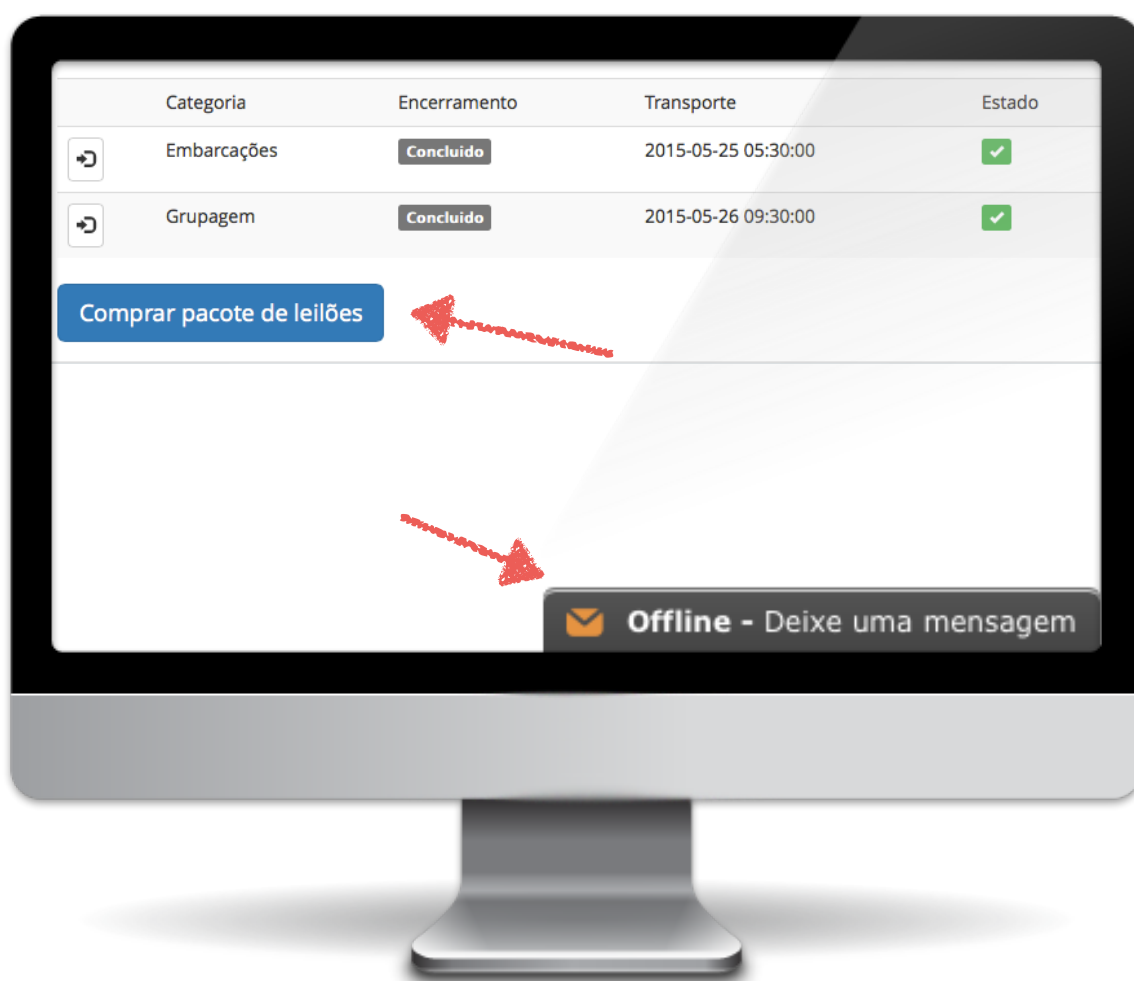 Categoria Encerramento Transporte Estado
Embarcações Concluido 2015-05-25 05:30:00
Grupagem Concluido 2015-05-26 09:30:00
Comprar pacote de leilões
Offline - Deixe uma mensagem